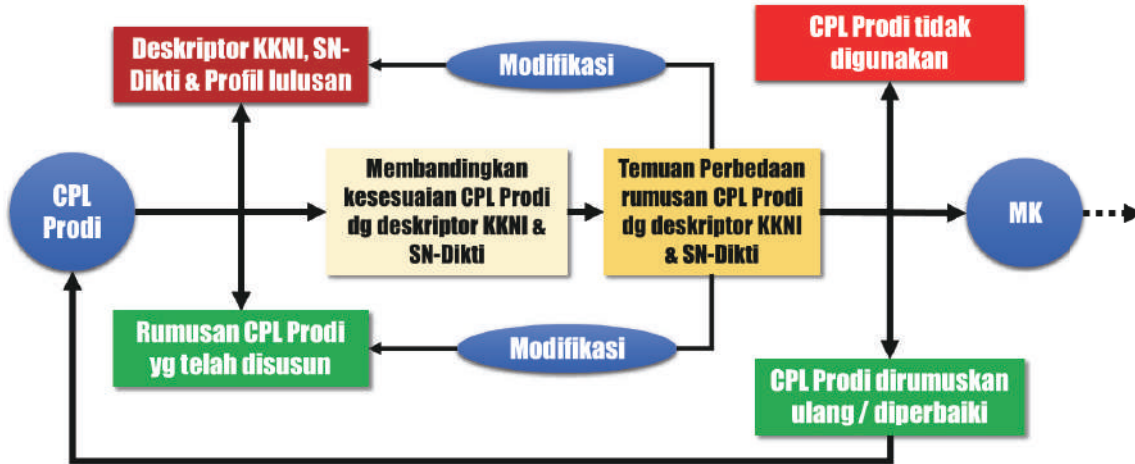 Deskriptor KKNI, SN-
Dikti & Profil lulusan
Modifikasi
CPL Prodi tidak
digunakan
CPL
Prodi
Membandingkan
kesesuaian CPL Prodi
dg deskriptor KKNI &
SN-Dikti
Temuan Perbedaan
rumusan CPL Prodi
dg deskriptor KKNI
& SN-Dikti
MK
Rumusan CPL Prodi
yg telah disusun
Modifikasi
CPL Prodi dirumuskan
ulang / diperbaiki